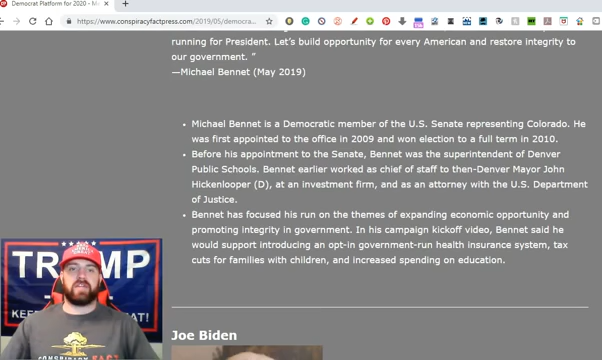 Democrat Platform for 2020 - M
https://www.conspiracyfactpress.com/2019/05/democra...
running for President. Let's build opportunity for every American and restore integrity to
our government. ”
—Michael Bennet (May 2019)
• Michael Bennet is a Democratic member of the U.S. Senate representing Colorado. He
was first appointed to the office in 2009 and won election to a full term in 2010.
• Before his appointment to the Senate, Bennet was the superintendent of Denver
Public Schools. Bennet earlier worked as chief of staff to then-Denver Mayor John
Hickenlooper (D), at an investment firm, and as an attorney with the U.S. Department
of Justice.
• Bennet has focused his run on the themes of expanding economic opportunity and
promoting integrity in government. In his campaign kickoff video, Bennet said he
would support introducing an opt-in government-run health insurance system, tax
cuts for families with children, and increased spending on education.
TR MP
KEE AT!
CONSPIRACY
Joe Biden